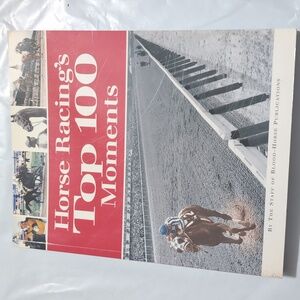 Horse Racing's
Top 100
Moments
BY THE STAFF OF BLOOD-HORSE PUBLICATIONS